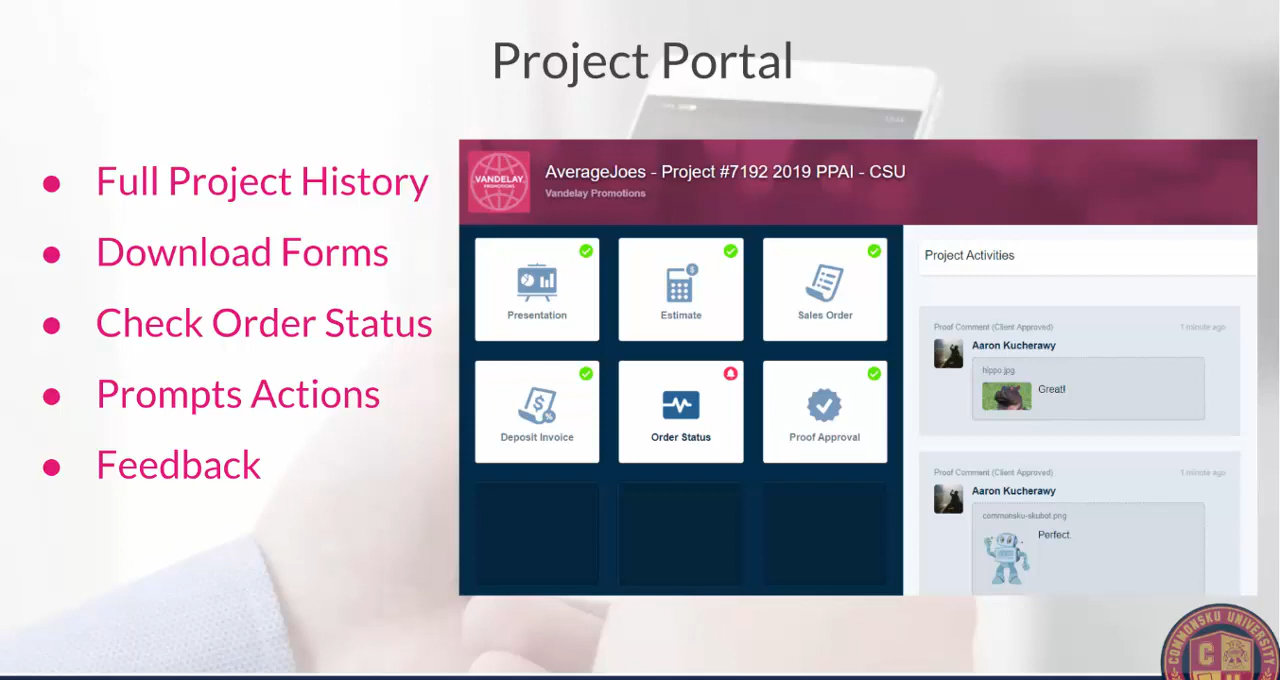 Project Portal
Full Project History
Download Forms
Check Order Status
Prompts Actions
Feedback
VANDELAY
PROMOTIONS
AverageJoes - Project #7192 2019 PPAI - CSU
Vandelay Promotions
Presentation
Estimate
Sales Order
Deposit Invoice
Order Status
Proof Approval
Project Activities
Proof Comment (Client Approved)
1 minute ago
Aaron Kucherawy
hippo.jpg
Great!
Proof Comment (Client Approved)
1 minute ago
Aaron Kucherawy
commonsku-skubot.png
Perfect.
COMMONSKU UNIVERSITY
C